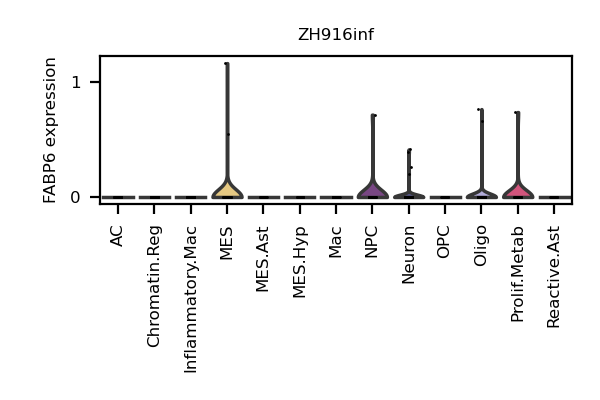 ZH916inf
FABP6 expression
1
0
AC
Chromatin.Reg
Inflammatory.Mac
MES
MES.Ast
MES.Hyp
Mac
NPC
Neuron
OPC
Oligo
Prolif.Metab
Reactive.Ast